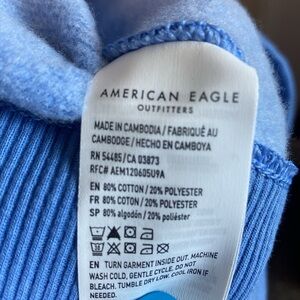 AMERICAN EAGLE
OUTFITTERS
MADE IN CAMBODIA / FABRIQUÉ AU
CAMBODGE / HECHO EN CAMBOYA
RN 54485/CA 03873
RFC# AEM120605U9A
EN 80% COTTON / 20% POLYESTER
FR 80% COTON / 20% POLYESTER
SP 80% algodón / 20% poliéster
EN TURN GARMENT INSIDE OUT. MACHINE
WASH COLD, GENTLE CYCLE. DO NOT
BLEACH. TUMBLE DRY LOW. COOL IRON IF
NEEDED.